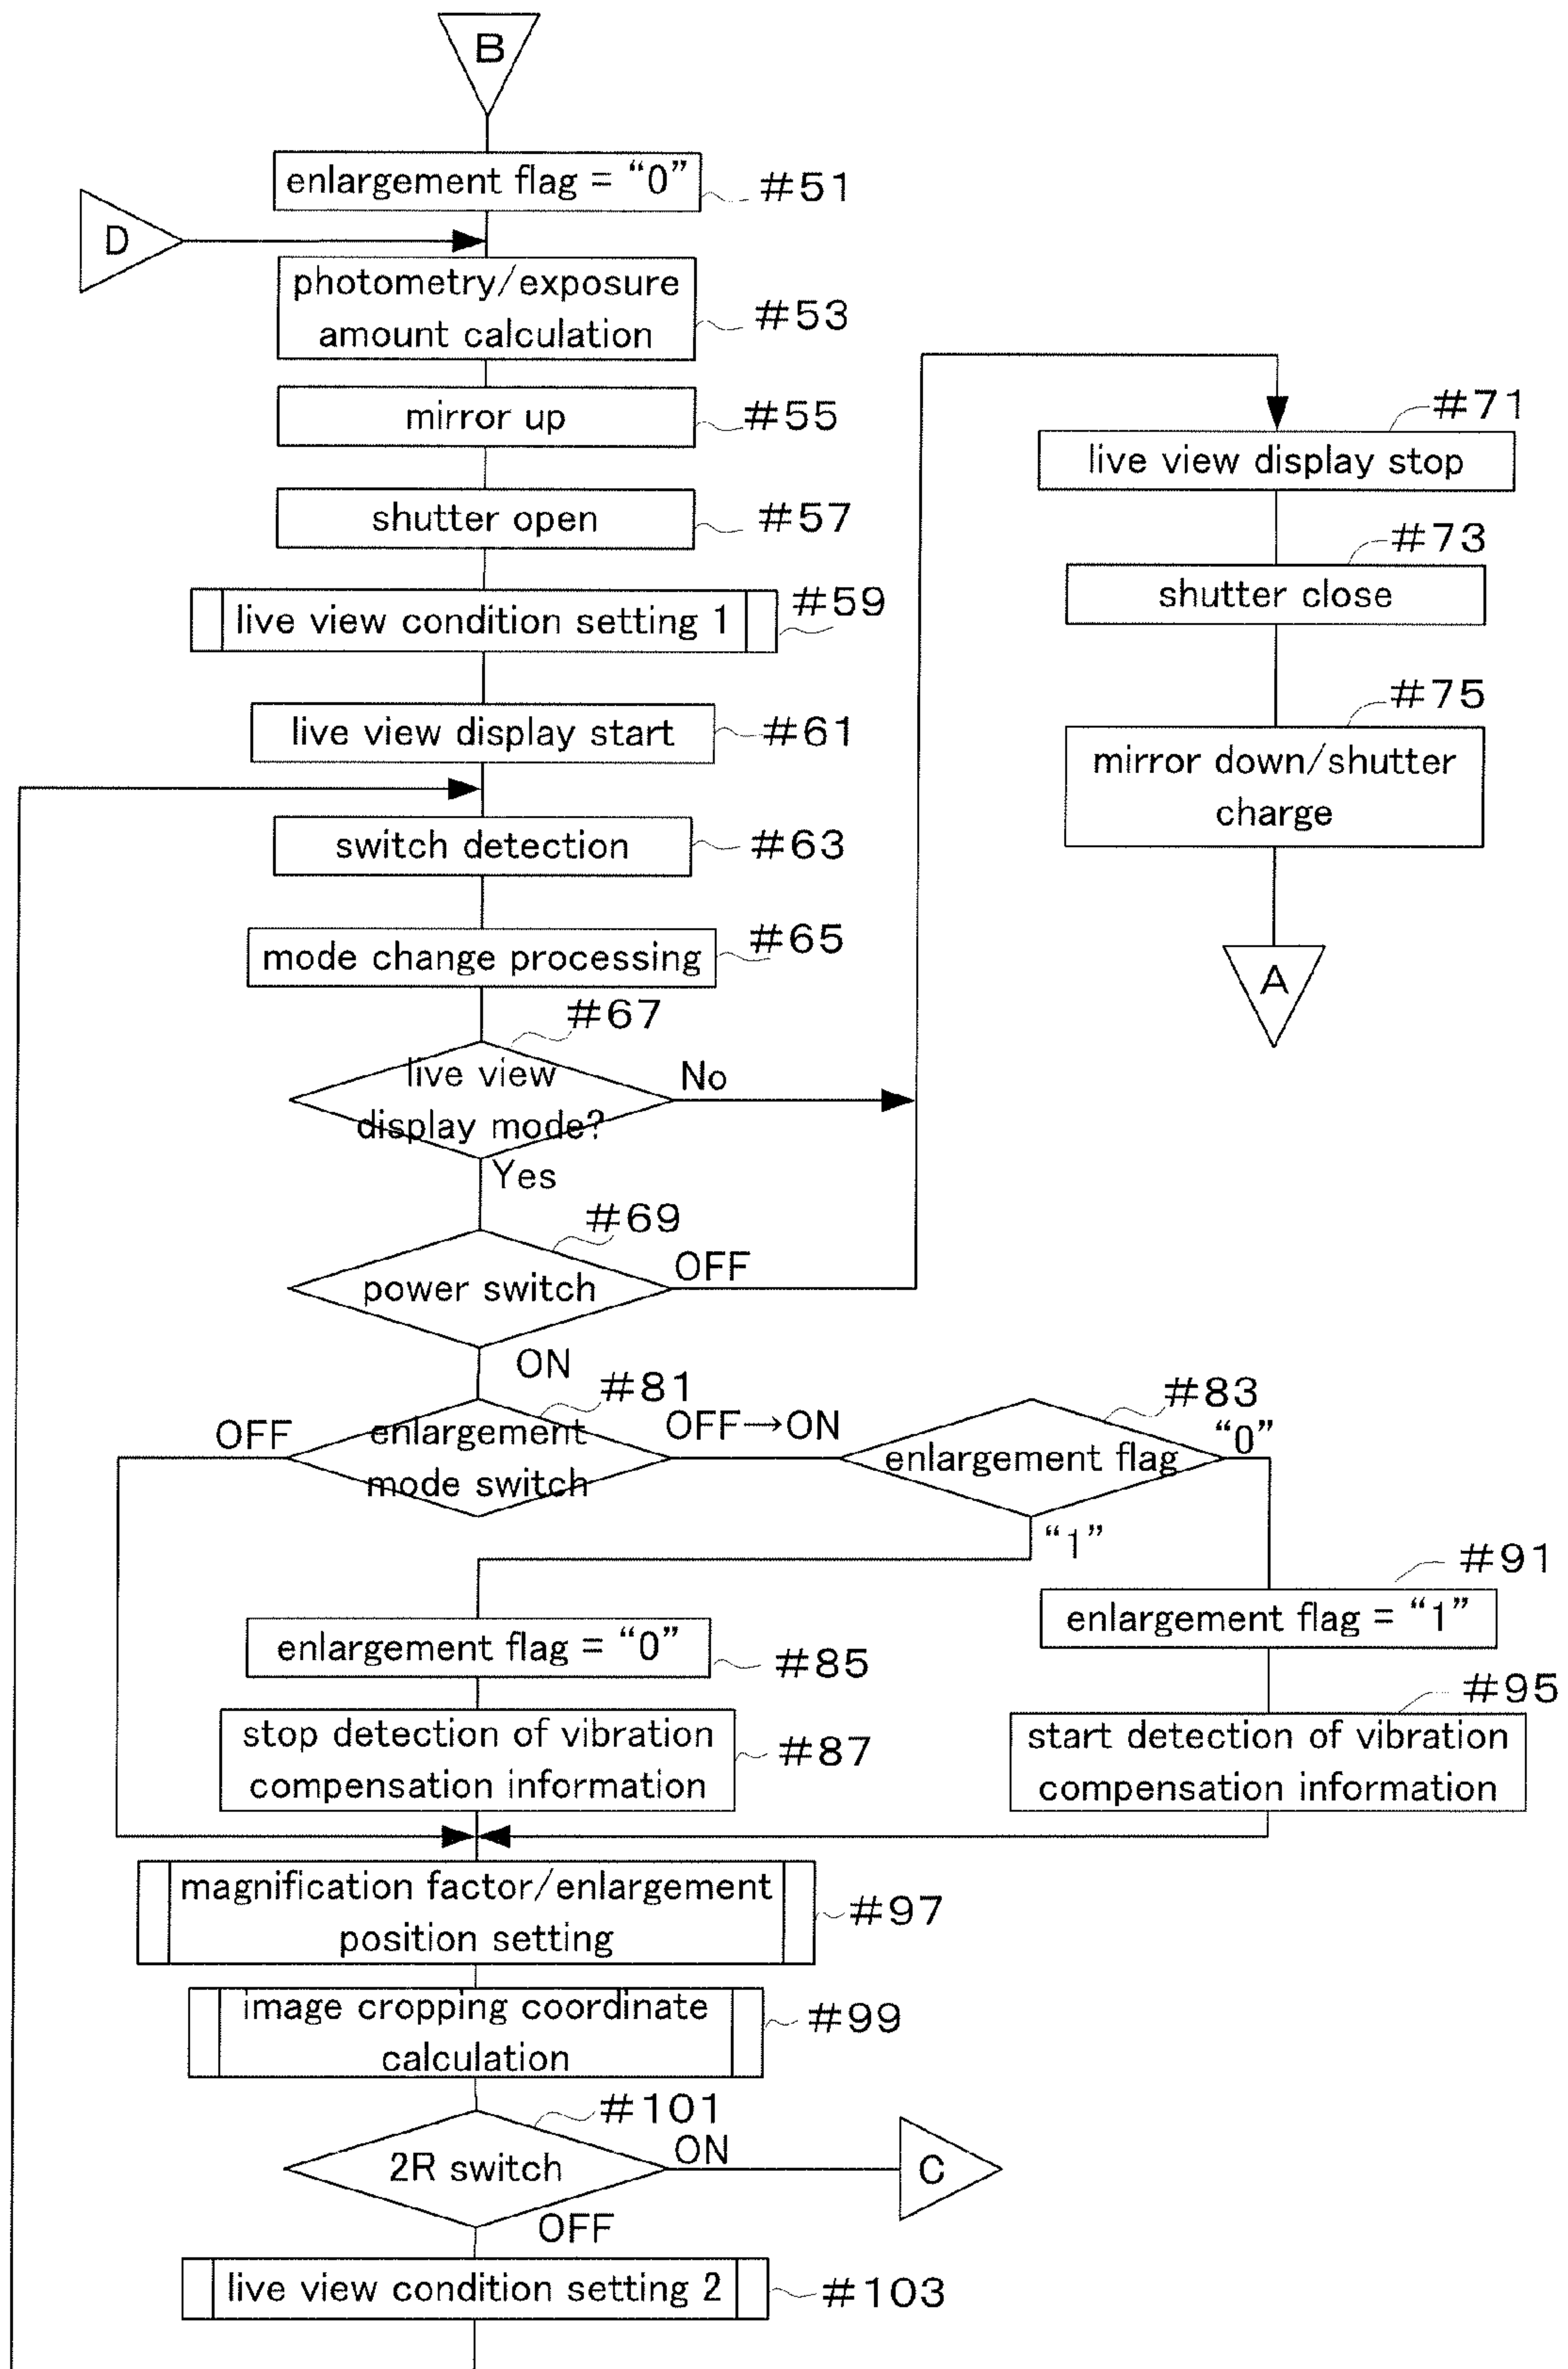 B
enlargement flag = “0”
#51
D
photometry/exposure
amount calculation
#53
mirror up
#55
shutter open
#57
live view condition setting 1
#59
live view display start
#61
switch detection
#63
mode change processing
#65
#67
live view
display mode?
No
Yes
#69
power switch
OFF
ON
#71
live view display stop
#73
shutter close
#75
mirror down/shutter
charge
A
#81
OFF
enlargement
mode switch
OFF→ON
#83
enlargement flag
“0”
“1”
#91
enlargement flag = “1”
enlargement flag = “0”
#85
#95
start detection of vibration
compensation information
stop detection of vibration
compensation information
#87
magnification factor/enlargement
position setting
#97
image cropping coordinate
calculation
#99
#101
2R switch
ON
C
OFF
live view condition setting 2
#103